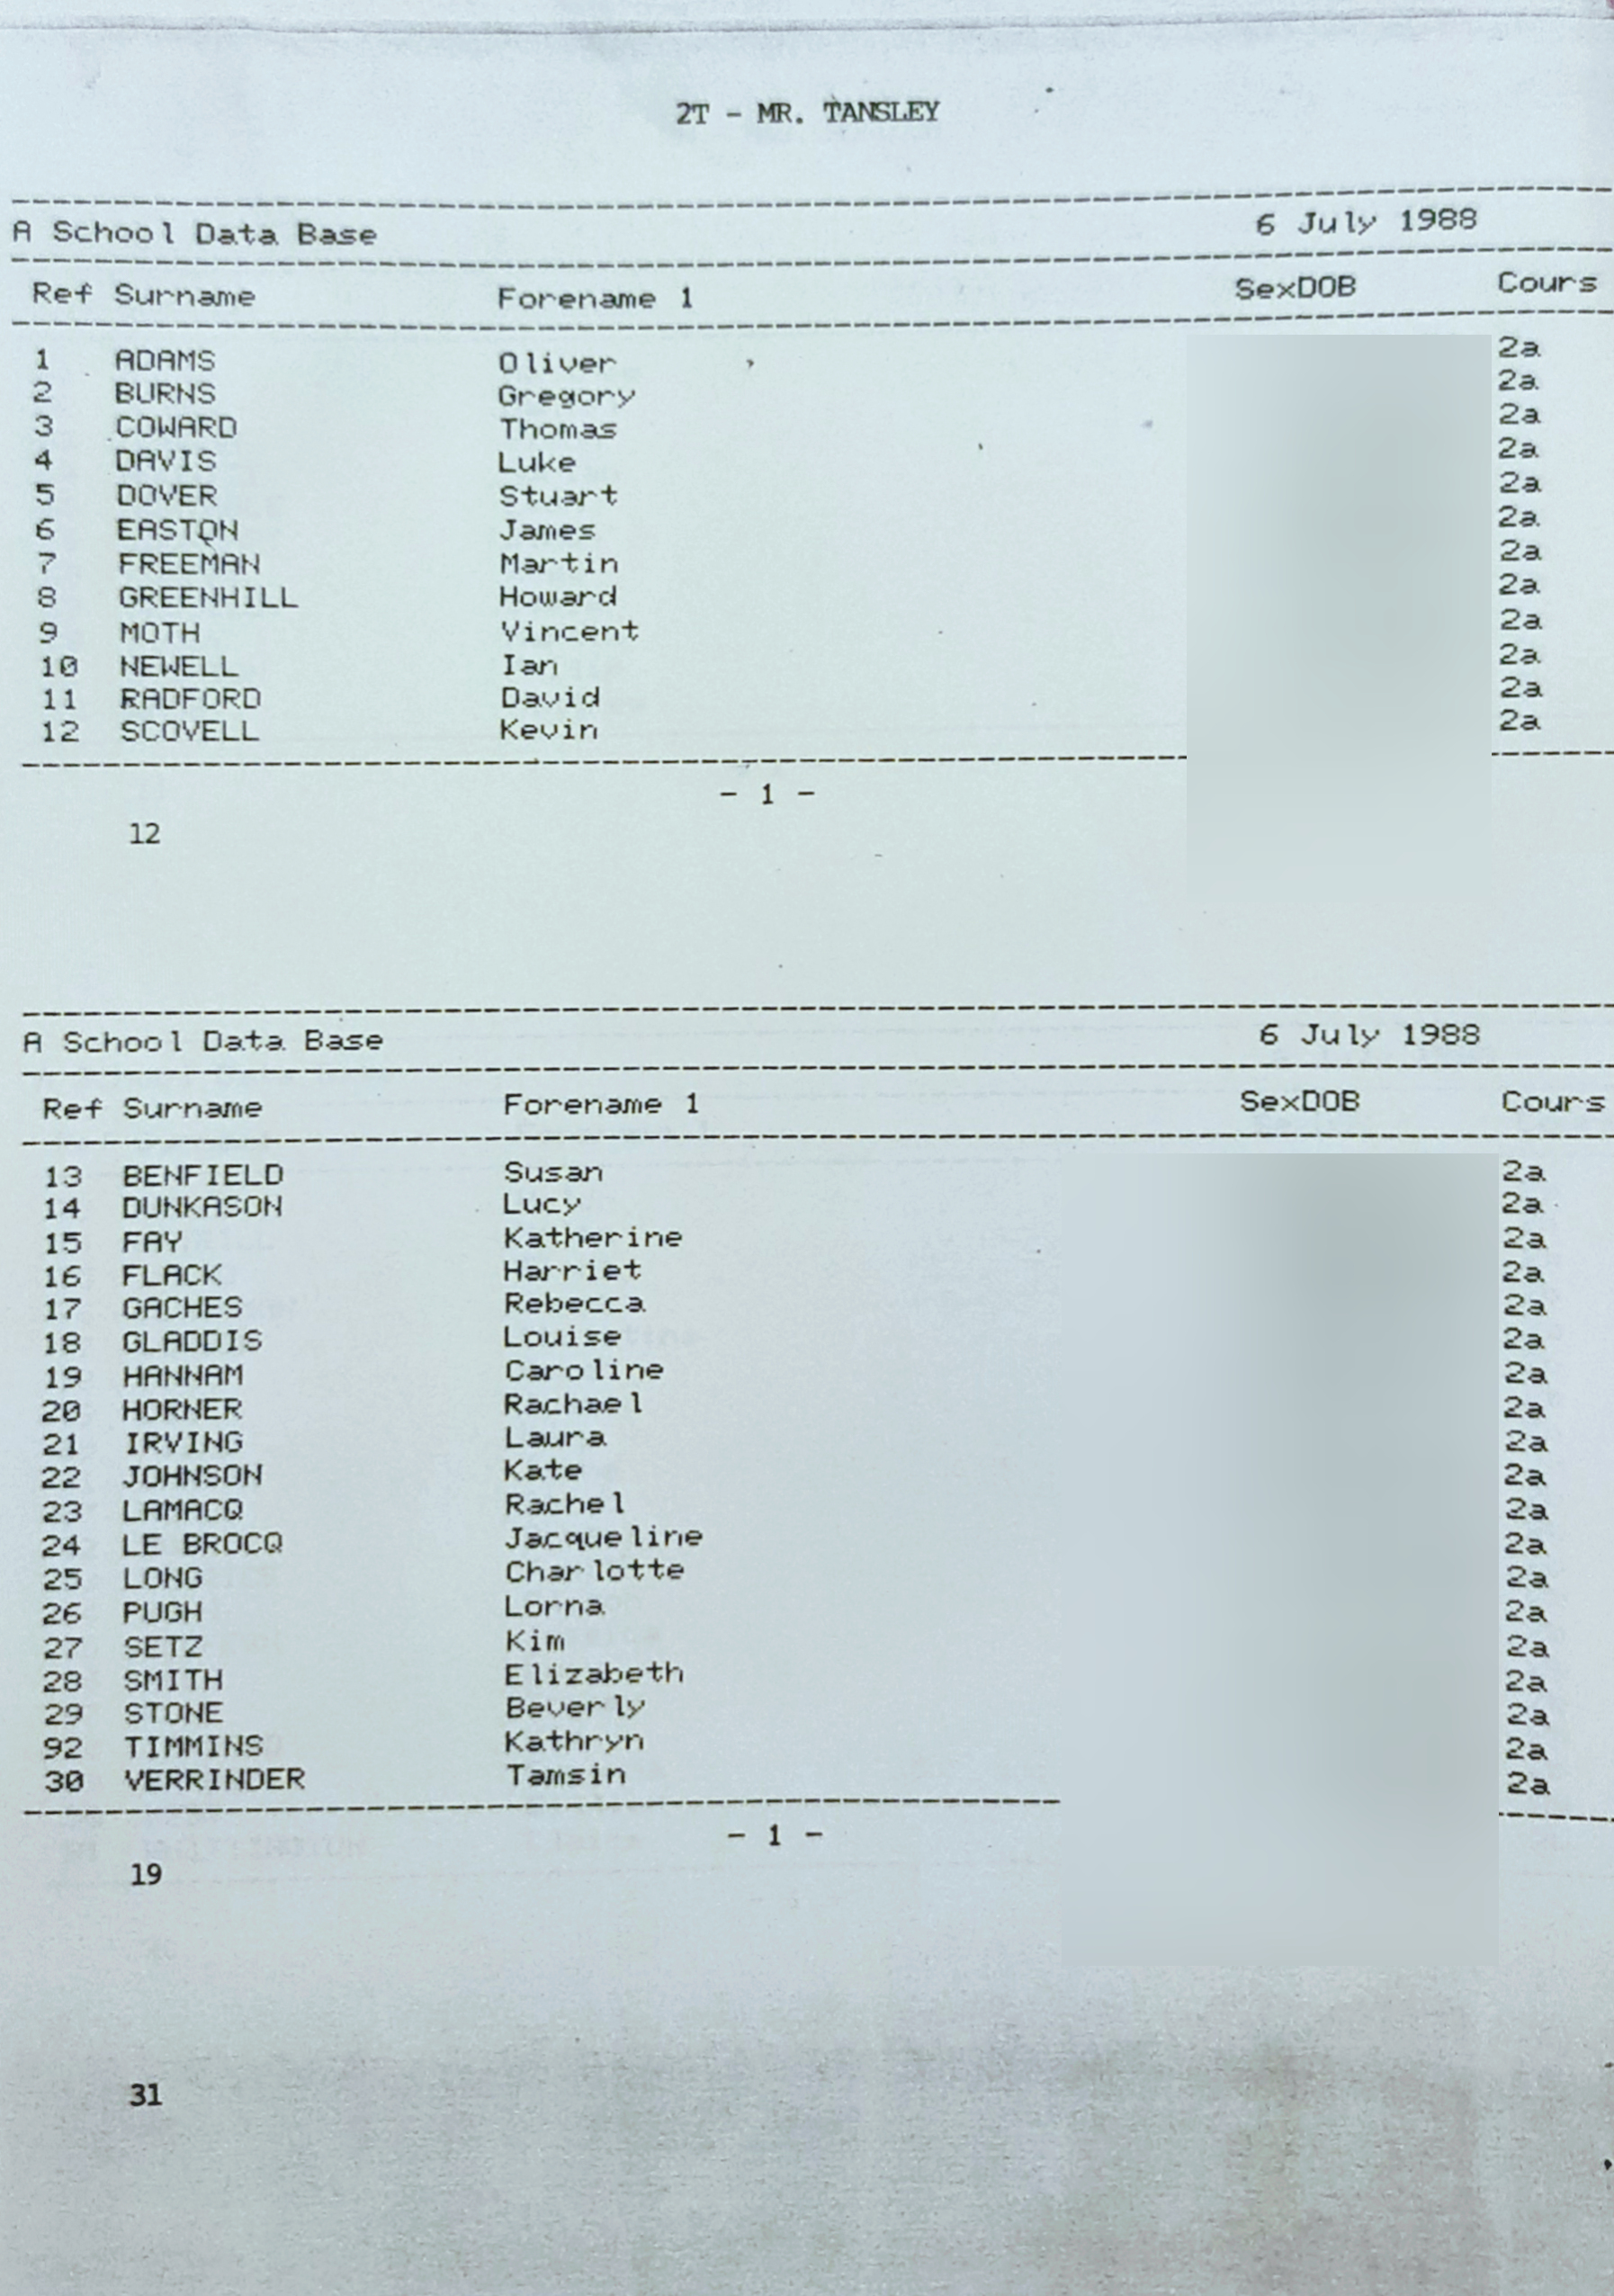 2T - MR. TANSLEY
A School Data Base 6 July 1988
Ref Surname Forename 1 SexDOB Cours
1 ADAMS Oliver 2a
2 BURNS Gregory 2a
3 COWARD Thomas 2a
4 DAVIS Luke 2a
5 DOVER Stuart 2a
6 EASTON James 2a
7 FREEMAN Martin 2a
8 GREENHILL Howard 2a
9 MOTH Vincent 2a
10 NEWELL Ian 2a
11 RADFORD David 2a
12 SCOVELL Kevin 2a
- 1 -
12
A School Data Base 6 July 1988
Ref Surname Forename 1 SexDOB Cours
13 BENFIELD Susan 2a
14 DUNKASON Lucy 2a
15 FAY Katherine 2a
16 FLACK Harriet 2a
17 GACHES Rebecca 2a
18 GLADDIS Louise 2a
19 HANNAM Caroline 2a
20 HORNER Rachael 2a
21 IRVING Laura 2a
22 JOHNSON Kate 2a
23 LAMACQ Rachel 2a
24 LE BROCQ Jacqueline 2a
25 LONG Charlotte 2a
26 PUGH Lorna 2a
27 SETZ Kim 2a
28 SMITH Elizabeth 2a
29 STONE Beverly 2a
92 TIMMINS Kathryn 2a
30 VERRINDER Tamsin 2a
- 1 -
19
31